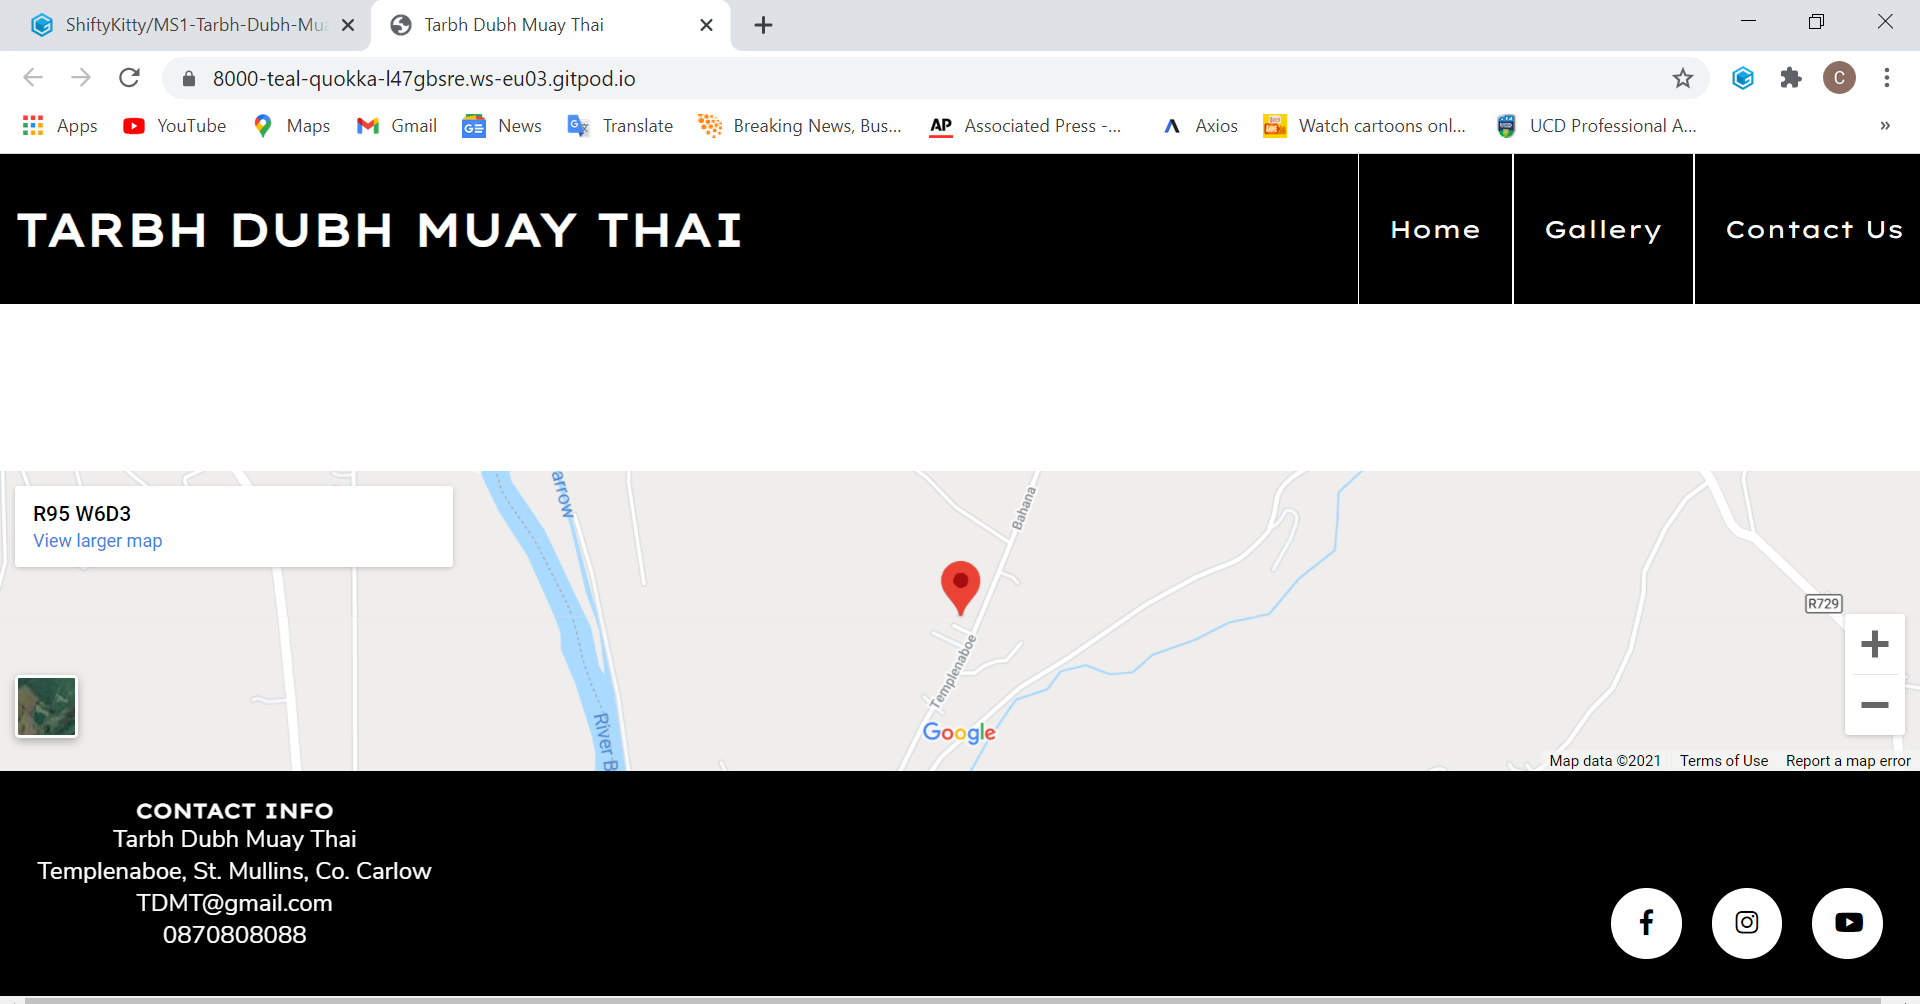 ShiftyKitty/MS1-Tarbh-Dubh-Mua
Tarbh Dubh Muay Thai
8000-teal-quokka-l47gbsre.ws-eu03.gitpod.io
C
Apps YouTube Maps Gmail News Translate Breaking News, Bus... AP Associated Press -... Axios Watch cartoons onl... UCD Professional A... »
TARBH DUBH MUAY THAI
Home Gallery Contact Us
R95 W6D3
View larger map
arrow
Bahana
R729
Templenaboe
River B
Google
Map data ©2021 Terms of Use Report a map error
CONTACT INFO
Tarbh Dubh Muay Thai
Templenaboe, St. Mullins, Co. Carlow
TDMT@gmail.com
0870808088